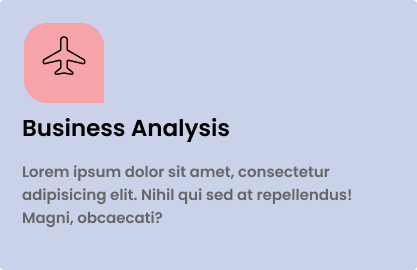 Business Analysis
Lorem ipsum dolor sit amet, consectetur
adipisicing elit. Nihil qui sed at repellendus!
Magni, obcaecati?